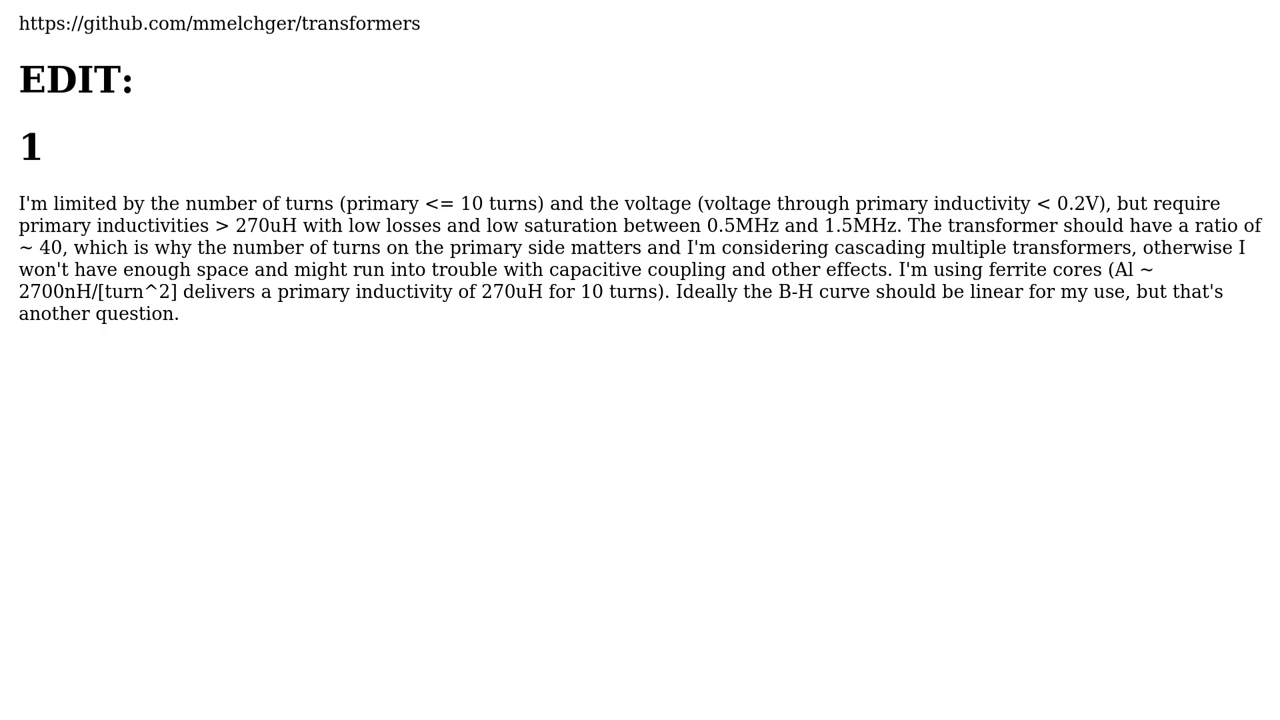 https://github.com/mmelchger/transformers
EDIT:
1
I'm limited by the number of turns (primary <= 10 turns) and the voltage (voltage through primary inductivity < 0.2V), but require
primary inductivities > 270uH with low losses and low saturation between 0.5MHz and 1.5MHz. The transformer should have a ratio of
~ 40, which is why the number of turns on the primary side matters and I'm considering cascading multiple transformers, otherwise I
won't have enough space and might run into trouble with capacitive coupling and other effects. I'm using ferrite cores (Al ~
2700nH/[turn^2] delivers a primary inductivity of 270uH for 10 turns). Ideally the B-H curve should be linear for my use, but that's
another question.